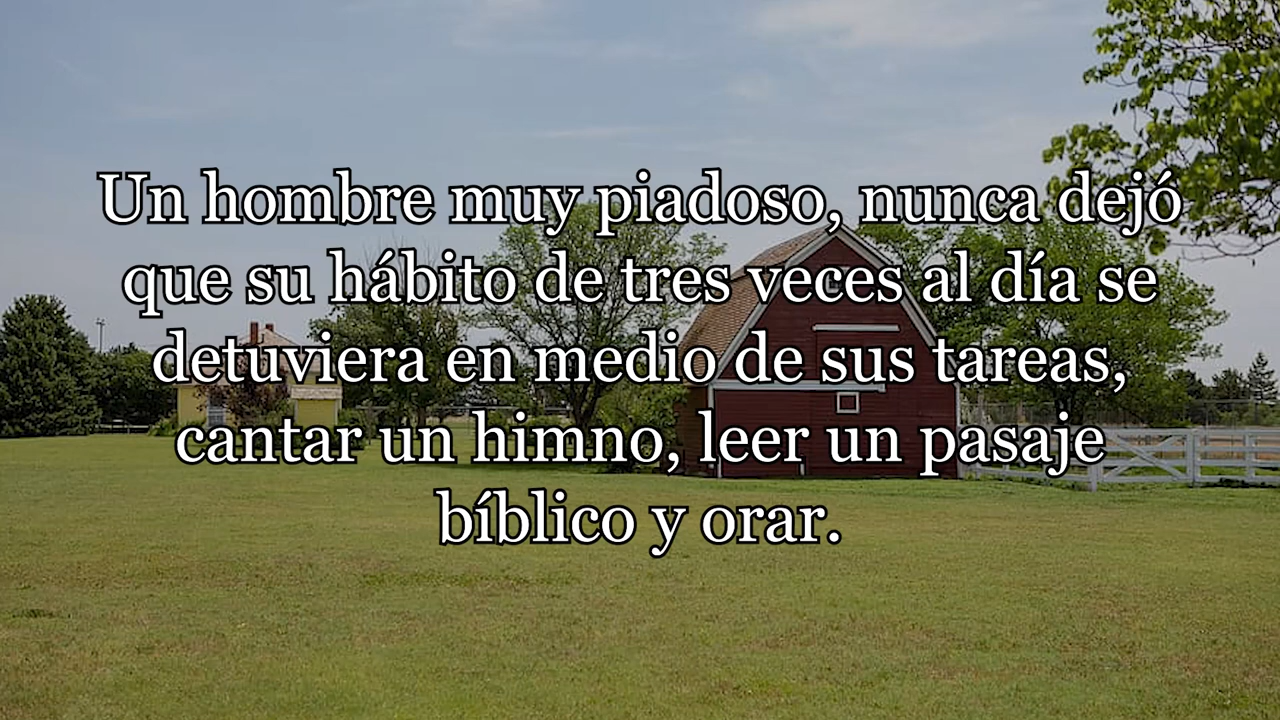 Un hombre muy piadoso, nunca dejó
que su hábito de tres veces al día se
detuviera en medio de sus tareas,
cantar un himno, leer un pasaje
bíblico y orar.